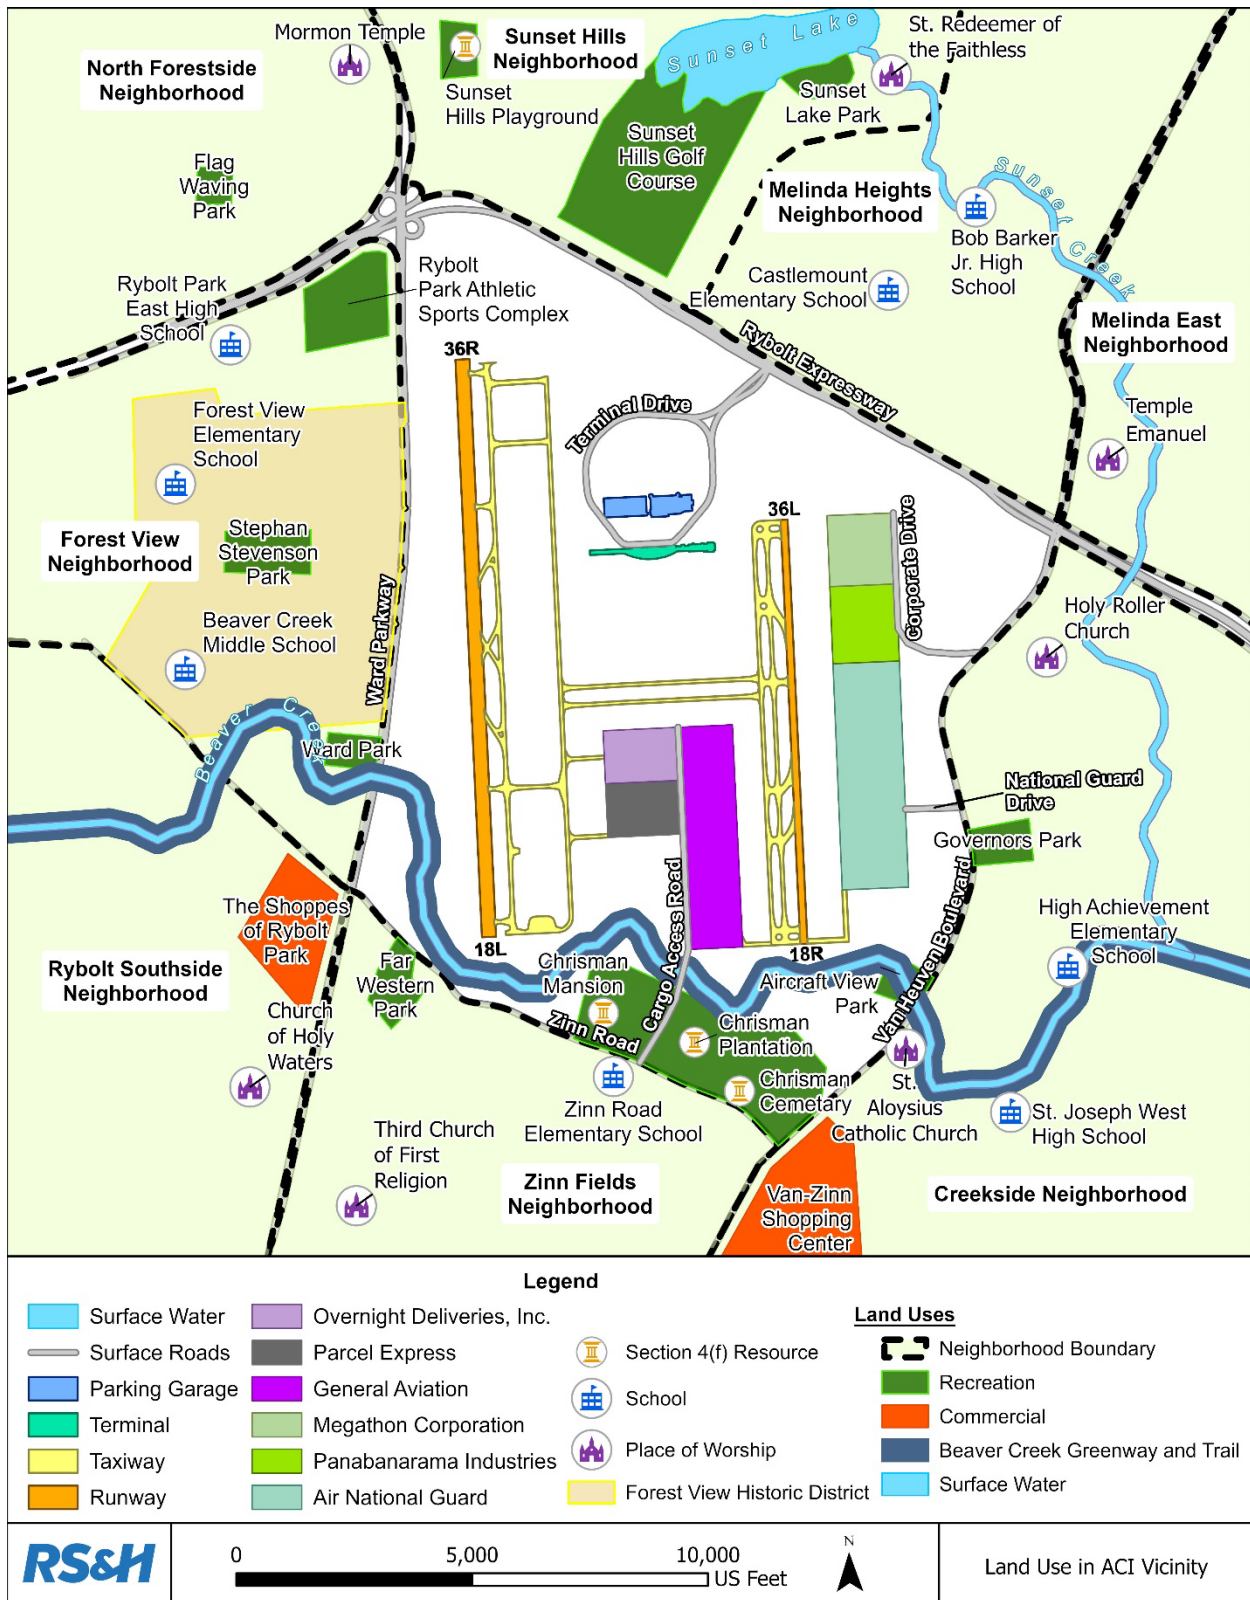 Mormon Temple
North Forestside
Neighborhood
Sunset Hills
Neighborhood
Sunset
Hills Playground
Sunset Lake
St. Redeemer of
the Faithless
Sunset
Lake Park
Sunset
Hills Golf
Course
Flag
Waving
Park
Melinda Heights
Neighborhood
Sunset Creek
Bob Barker
Jr. High
School
Castlemount
Elementary School
Rybolt Park
East High
School
Rybolt
Park Athletic
Sports Complex
Melinda East
Neighborhood
Rybolt Expressway
36R
Terminal Drive
Temple
Emanuel
Forest View
Elementary
School
36L
Forest View
Neighborhood
Stephan
Stevenson
Park
Corporate Drive
Ward Parkway
Beaver Creek
Middle School
Holy Roller
Church
Beaver Creek
Ward Park
National Guard
Drive
Governors Park
The Shoppes
of Rybolt
Park
Cargo Access Road
Van Heuven Boulevard
High Achievement
Elementary
School
18L
18R
Rybolt Southside
Neighborhood
Far
Western
Park
Chrisman
Mansion
Aircraft View
Park
Church
of Holy
Waters
Zinn Road
Chrisman
Plantation
Chrisman
Cemetary
Zinn Road
Elementary School
St.
Aloysius
Catholic Church
St. Joseph West
High School
Third Church
of First
Religion
Zinn Fields
Neighborhood
Van-Zinn
Shopping
Center
Creekside Neighborhood
Legend
Surface Water
Surface Roads
Parking Garage
Terminal
Taxiway
Runway
Overnight Deliveries, Inc.
Parcel Express
General Aviation
Megathon Corporation
Panabanarama Industries
Air National Guard
Section 4(f) Resource
School
Place of Worship
Forest View Historic District
Land Uses
Neighborhood Boundary
Recreation
Commercial
Beaver Creek Greenway and Trail
Surface Water
RS&H
0 5,000 10,000
US Feet
N
Land Use in ACI Vicinity